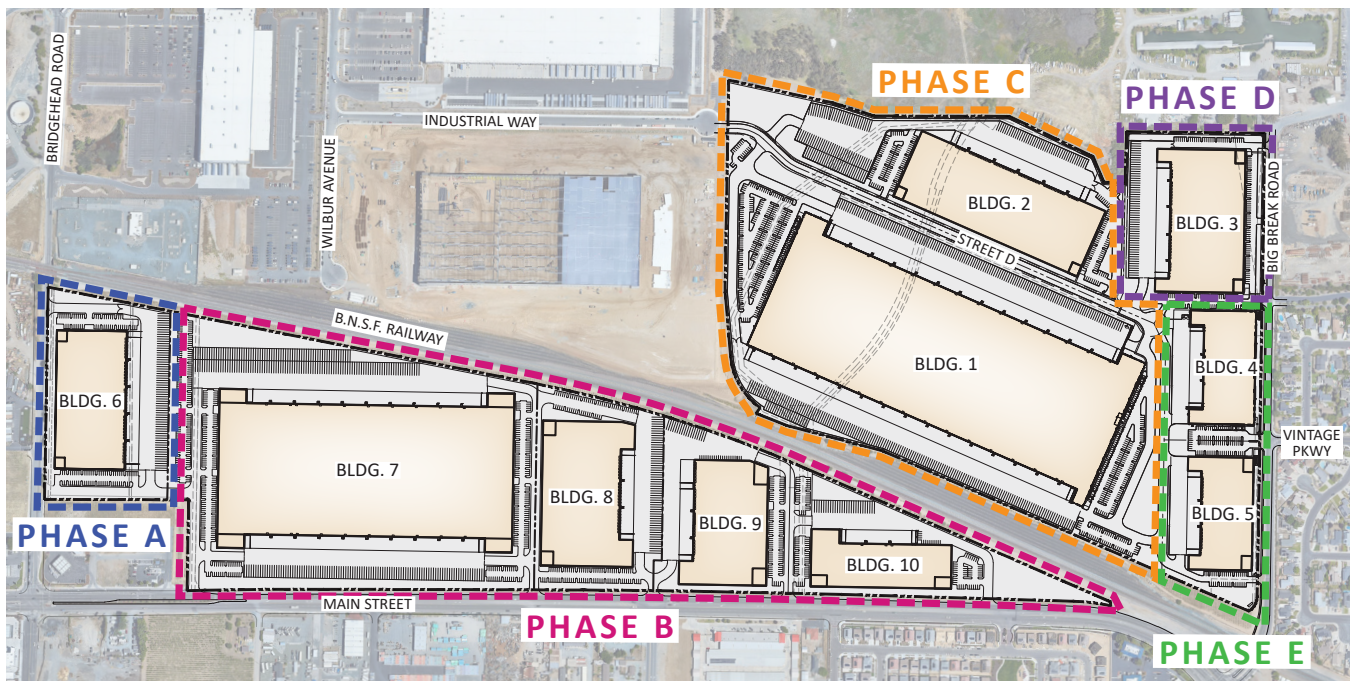 PHASE C
PHASE D
BRIDGEHEAD ROAD
INDUSTRIAL WAY
WILBUR AVENUE
BLDG. 2
BLDG. 3
BIG BREAK ROAD
STREET D
B.N.S.F. RAILWAY
BLDG. 1
BLDG. 4
BLDG. 6
VINTAGE
PKWY
BLDG. 7
BLDG. 8
BLDG. 9
BLDG. 5
PHASE A
BLDG. 10
MAIN STREET
PHASE B
PHASE E